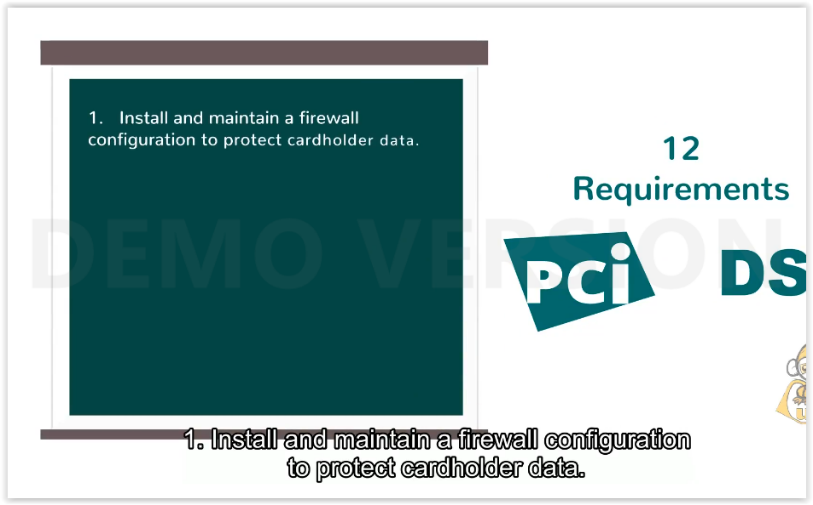 1. Install and maintain a firewall
configuration to protect cardholder data.
12
Requirements
PCi DS
DEMO VERSION
1. Install and maintain a firewall configuration
to protect cardholder data.